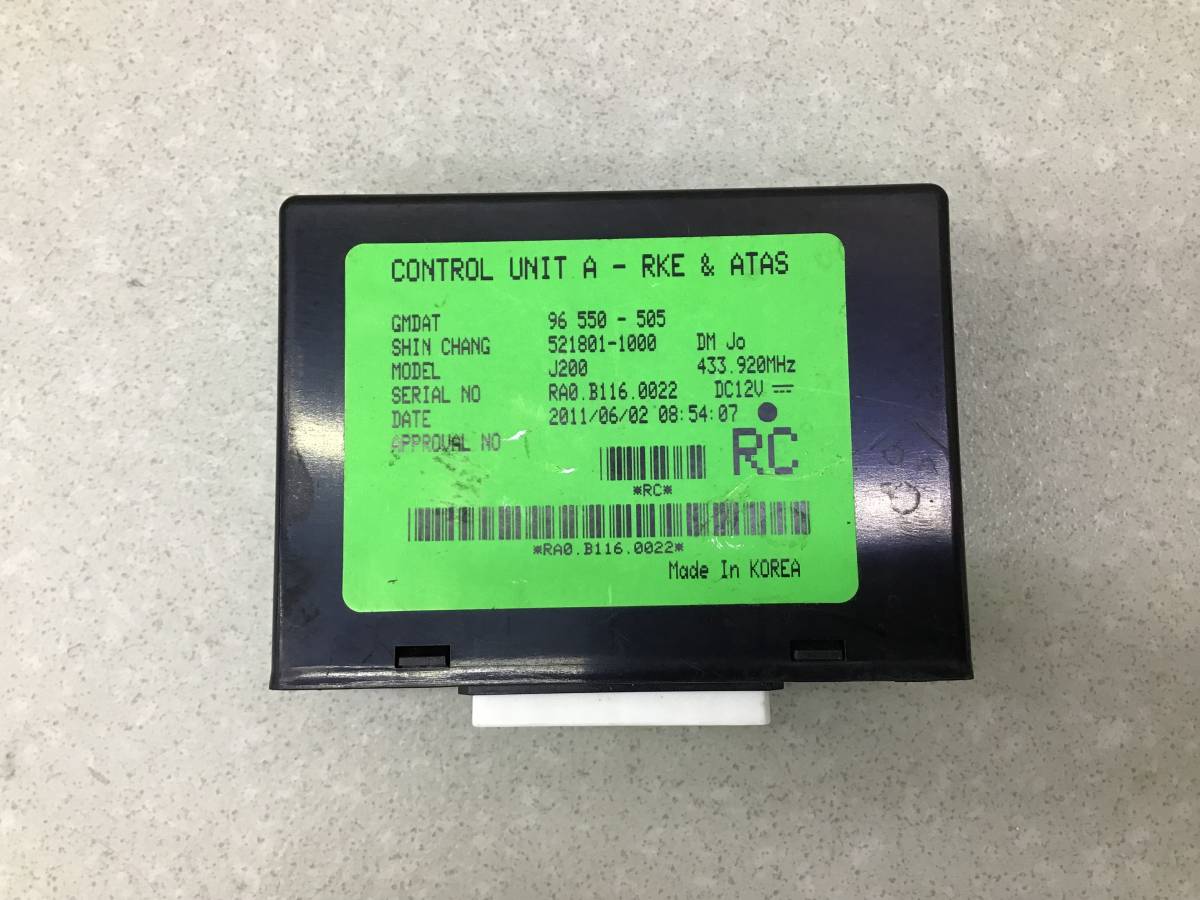 CONTROL UNIT A - RKE & ATAS
GMDAT 96 550 - 505
SHIN CHANG 521801-1000 DM Jo
MODEL J200 433.920MHz
SERIAL NO RA0.B116.0022 DC12V
DATE 2011/06/02 08:54:07
APPROVAL NO
RC
*RC*
*RA0.B116.0022*
Made In KOREA